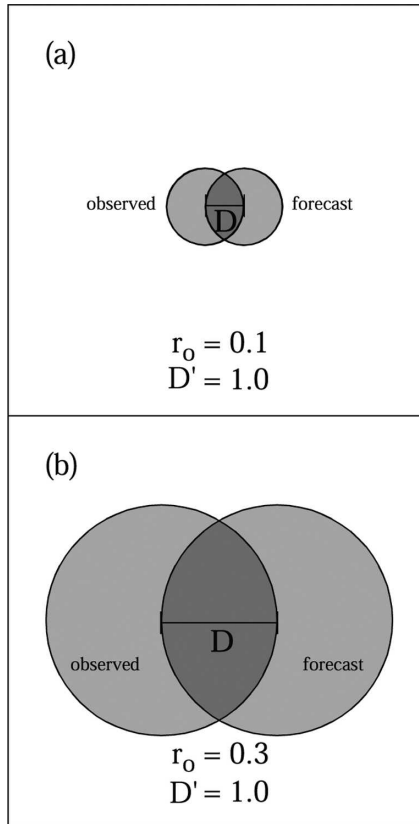 (a)
observed
forecast
D
r_o = 0.1
D' = 1.0
(b)
D
observed
forecast
r_o = 0.3
D' = 1.0